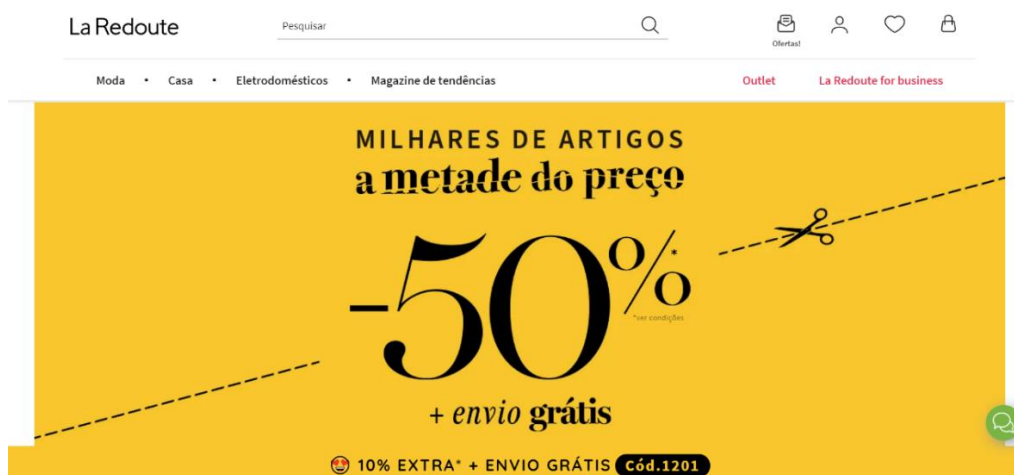 La Redoute
Pesquisar
Ofertas!
Moda • Casa • Eletrodomésticos • Magazine de tendências
Outlet La Redoute for business
MILHARES DE ARTIGOS
a metade do preço
-50%*
*ver condições
+ envio grátis
10% EXTRA* + ENVIO GRÁTIS Cód.1201